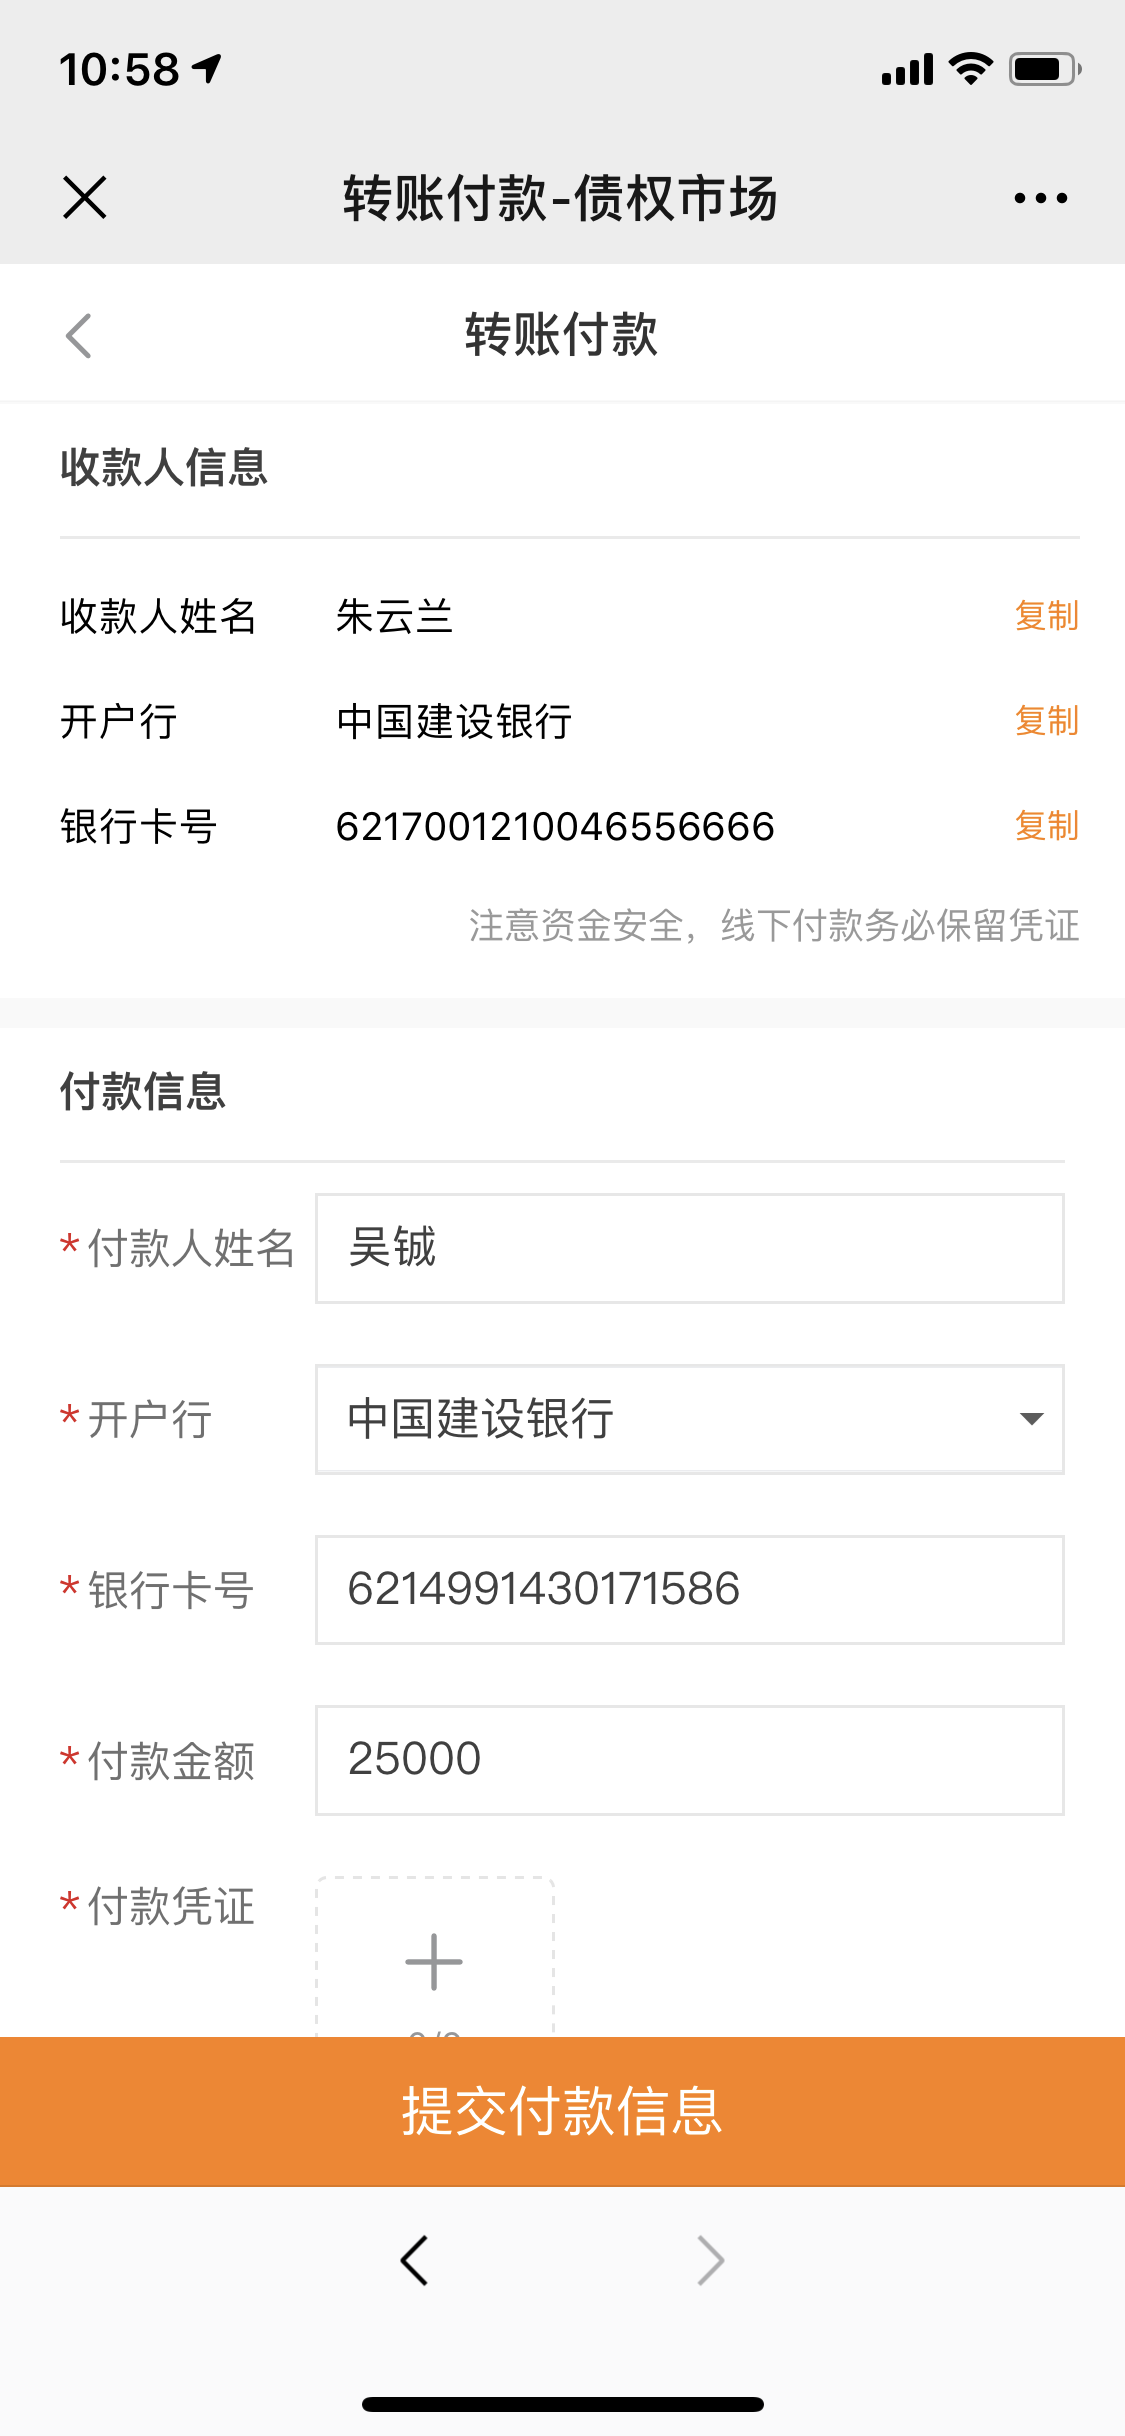 10:58
转账付款-债权市场
转账付款
收款人信息
收款人姓名 朱云兰 复制
开户行 中国建设银行 复制
银行卡号 6217001210046556666 复制
注意资金安全，线下付款务必保留凭证
付款信息
*付款人姓名 吴铖
*开户行 中国建设银行
*银行卡号 6214991430171586
*付款金额 25000
*付款凭证
提交付款信息